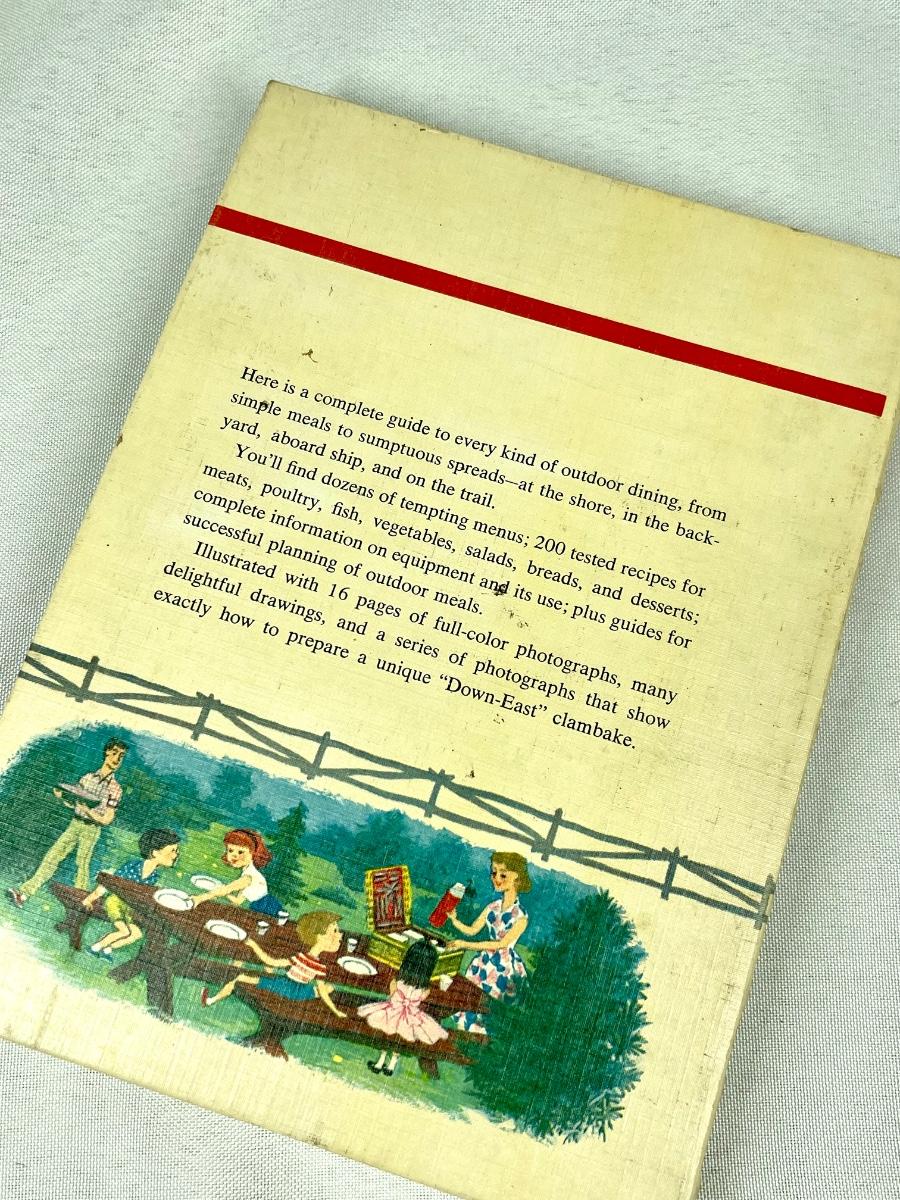 Here is a complete guide to every kind of outdoor dining, from
simple meals to sumptuous spreads—at the shore, in the back-
yard, aboard ship, and on the trail.
You'll find dozens of tempting menus; 200 tested recipes for
meats, poultry, fish, vegetables, salads, breads, and desserts;
complete information on equipment and its use; plus guides for
successful planning of outdoor meals.
Illustrated with 16 pages of full-color photographs, many
delightful drawings, and a series of photographs that show
exactly how to prepare a unique “Down-East” clambake.